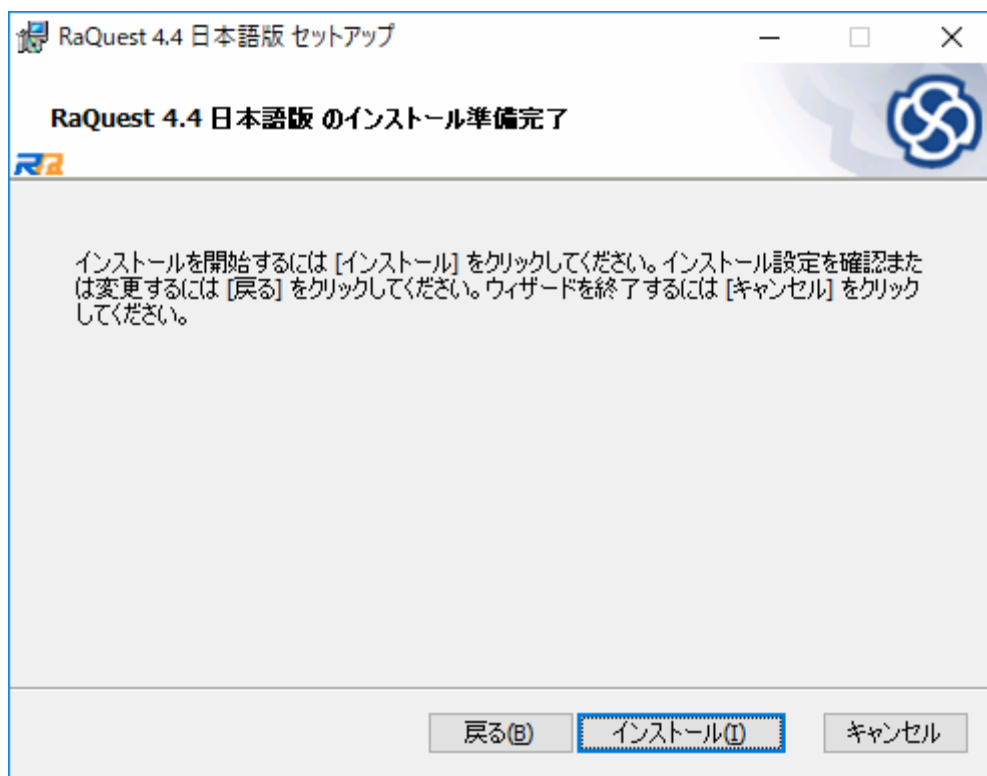 RaQuest 4.4 日本語版 セットアップ
RaQuest 4.4 日本語版 のインストール準備完了
Ra
インストールを開始するには [インストール] をクリックしてください。インストール設定を確認また
は変更するには [戻る] をクリックしてください。ウィザードを終了するには [キャンセル] をクリック
してください。
戻る(B)
インストール(I)
キャンセル